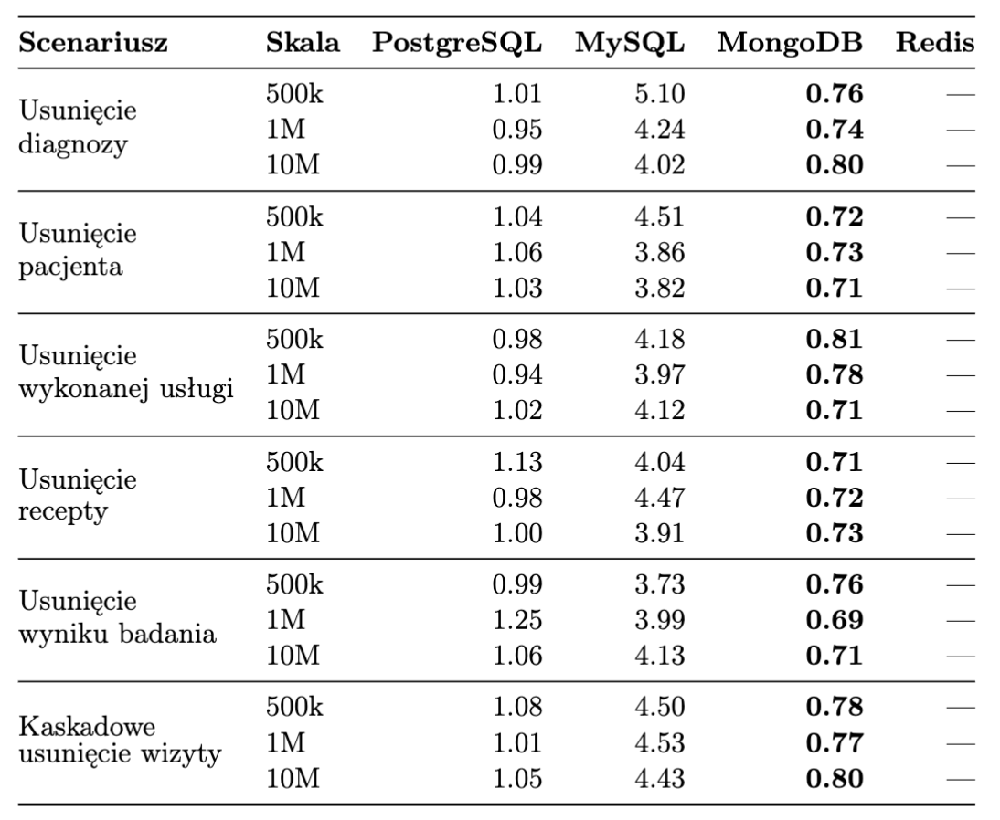 Scenariusz Skala PostgreSQL MySQL MongoDB Redis
Usunięcie diagnozy
500k 1.01 5.10 0.76 —
1M 0.95 4.24 0.74 —
10M 0.99 4.02 0.80 —
Usunięcie pacjenta
500k 1.04 4.51 0.72 —
1M 1.06 3.86 0.73 —
10M 1.03 3.82 0.71 —
Usunięcie wykonanej usługi
500k 0.98 4.18 0.81 —
1M 0.94 3.97 0.78 —
10M 1.02 4.12 0.71 —
Usunięcie recepty
500k 1.13 4.04 0.71 —
1M 0.98 4.47 0.72 —
10M 1.00 3.91 0.73 —
Usunięcie wyniku badania
500k 0.99 3.73 0.76 —
1M 1.25 3.99 0.69 —
10M 1.06 4.13 0.71 —
Kaskadowe usunięcie wizyty
500k 1.08 4.50 0.78 —
1M 1.01 4.53 0.77 —
10M 1.05 4.43 0.80 —